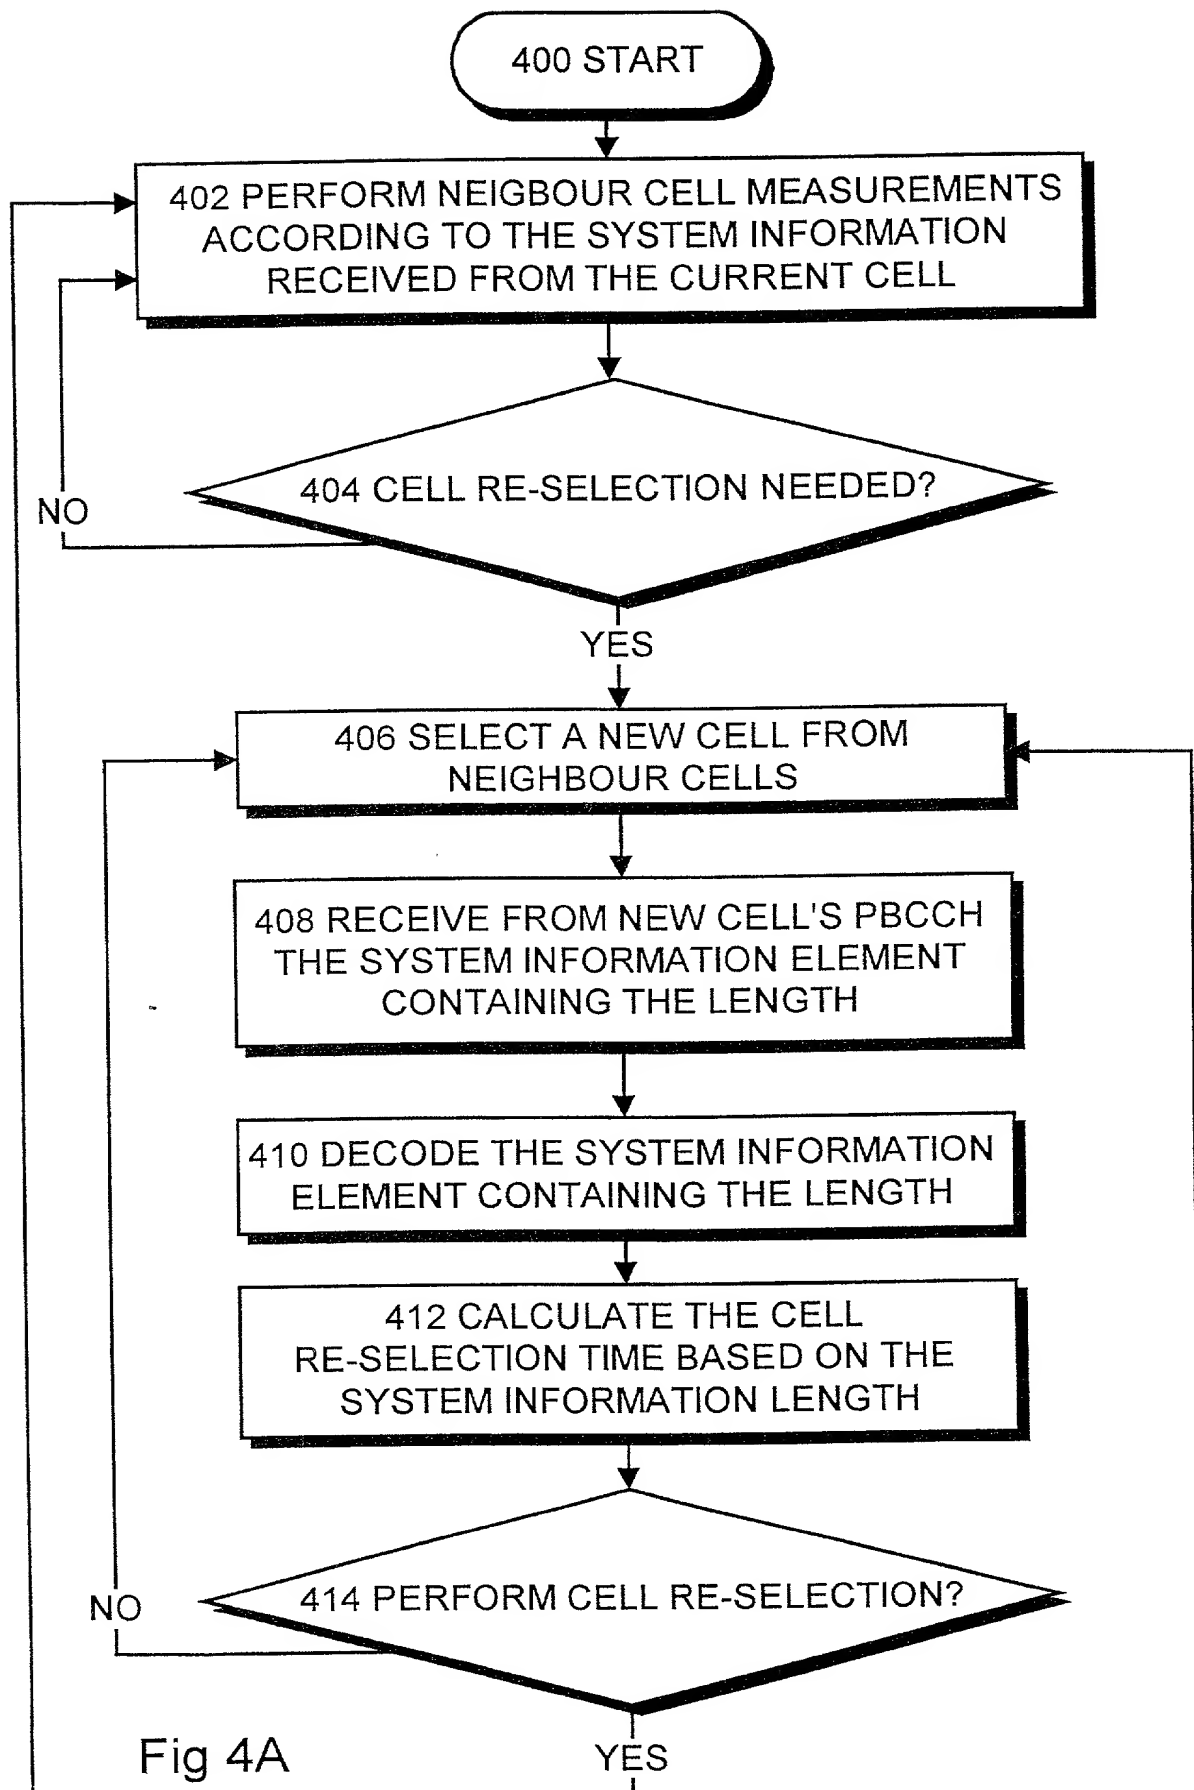 400 START
402 PERFORM NEIGBOUR CELL MEASUREMENTS
ACCORDING TO THE SYSTEM INFORMATION
RECEIVED FROM THE CURRENT CELL
404 CELL RE-SELECTION NEEDED?
NO
YES
406 SELECT A NEW CELL FROM
NEIGHBOUR CELLS
408 RECEIVE FROM NEW CELL'S PBCCH
THE SYSTEM INFORMATION ELEMENT
CONTAINING THE LENGTH
410 DECODE THE SYSTEM INFORMATION
ELEMENT CONTAINING THE LENGTH
412 CALCULATE THE CELL
RE-SELECTION TIME BASED ON THE
SYSTEM INFORMATION LENGTH
414 PERFORM CELL RE-SELECTION?
NO
Fig 4A
YES